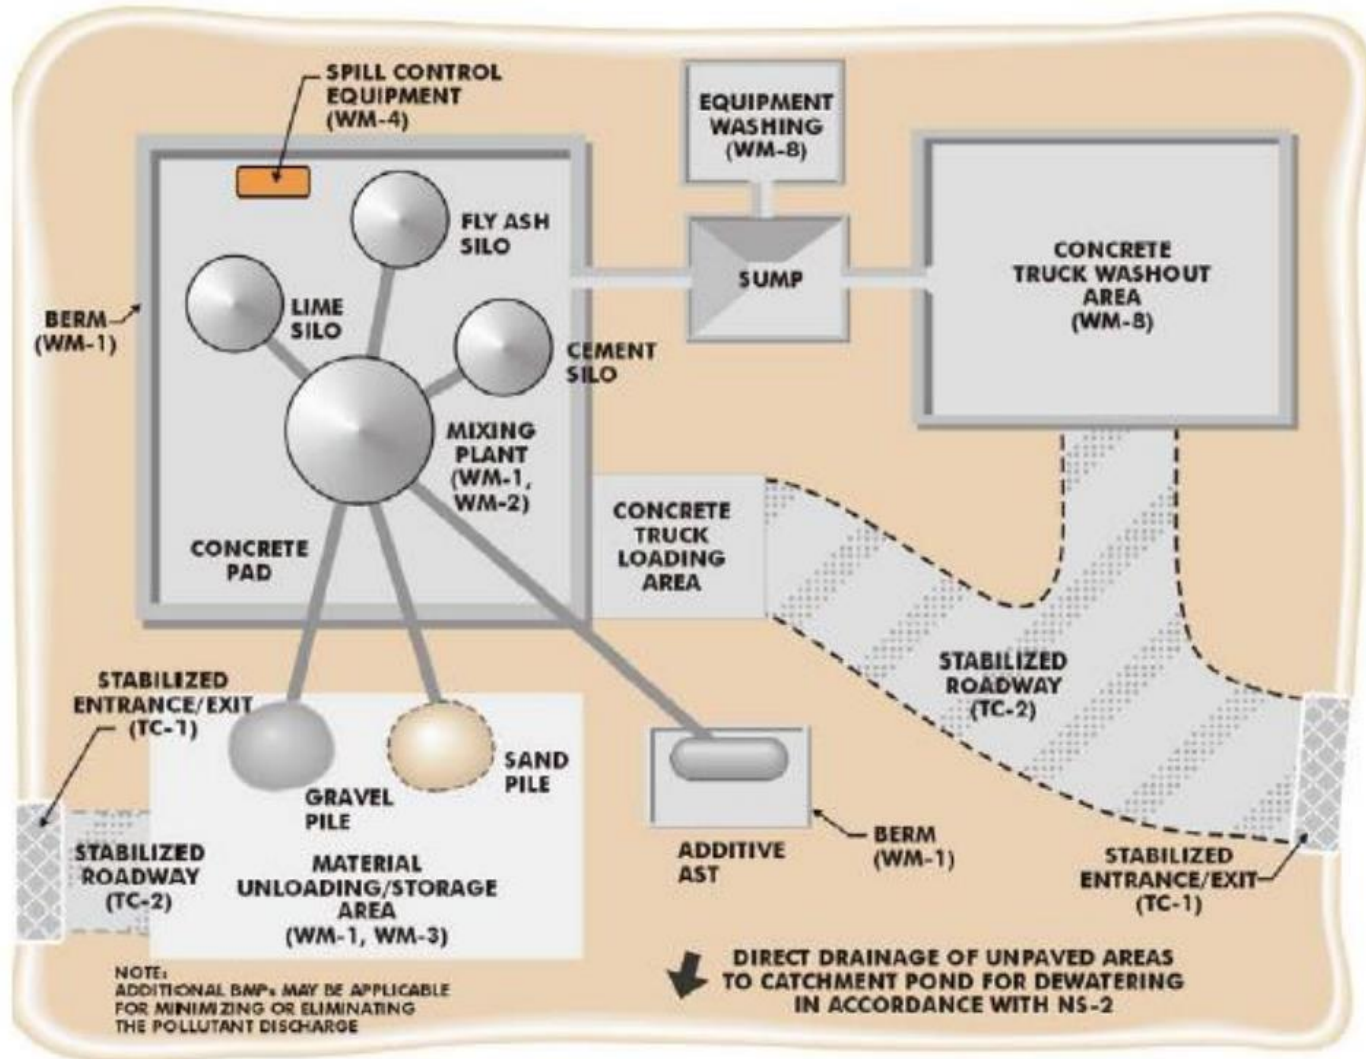 SPILL CONTROL
EQUIPMENT
(WM-4)
EQUIPMENT
WASHING
(WM-8)
FLY ASH
SILO
LIME
SILO
BERM
(WM-1)
SUMP
CONCRETE
TRUCK WASHOUT
AREA
(WM-8)
CEMENT
SILO
MIXING
PLANT
(WM-1,
WM-2)
CONCRETE
PAD
CONCRETE
TRUCK
LOADING
AREA
STABILIZED
ROADWAY
(TC-2)
STABILIZED
ENTRANCE/EXIT
(TC-1)
GRAVEL
PILE
SAND
PILE
STABILIZED
ROADWAY
(TC-2)
MATERIAL
UNLOADING/STORAGE
AREA
(WM-1, WM-3)
ADDITIVE
AST
BERM
(WM-1)
STABILIZED
ENTRANCE/EXIT
(TC-1)
NOTE:
ADDITIONAL BMPs MAY BE APPLICABLE
FOR MINIMIZING OR ELIMINATING
THE POLLUTANT DISCHARGE
DIRECT DRAINAGE OF UNPAVED AREAS
TO CATCHMENT POND FOR DEWATERING
IN ACCORDANCE WITH NS-2